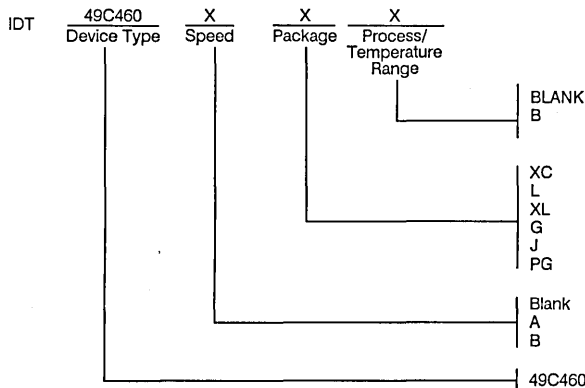 IDT 49C460 X X X
Device Type Speed Package Process/
Temperature
Range
BLANK
B
XC
L
XL
G
J
PG
Blank
A
B
49C460